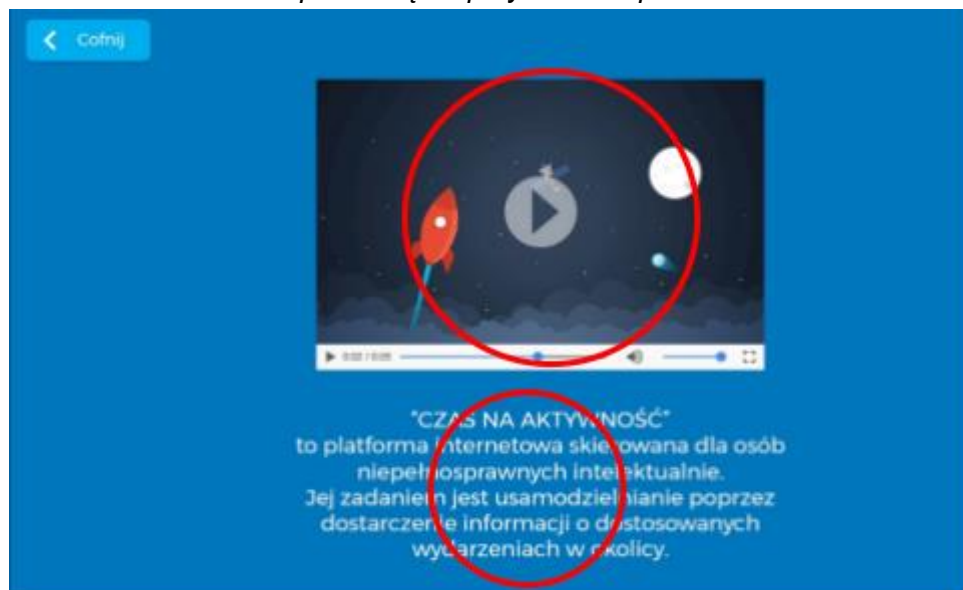 Cofnij
"CZAS NA AKTYWNOŚĆ"
to platforma internetowa skierowana dla osób
niepełnosprawnych intelektualnie.
Jej zadaniem jest usamodzielnianie poprzez
dostarczenie informacji o dostosowanych
wydarzeniach w okolicy.